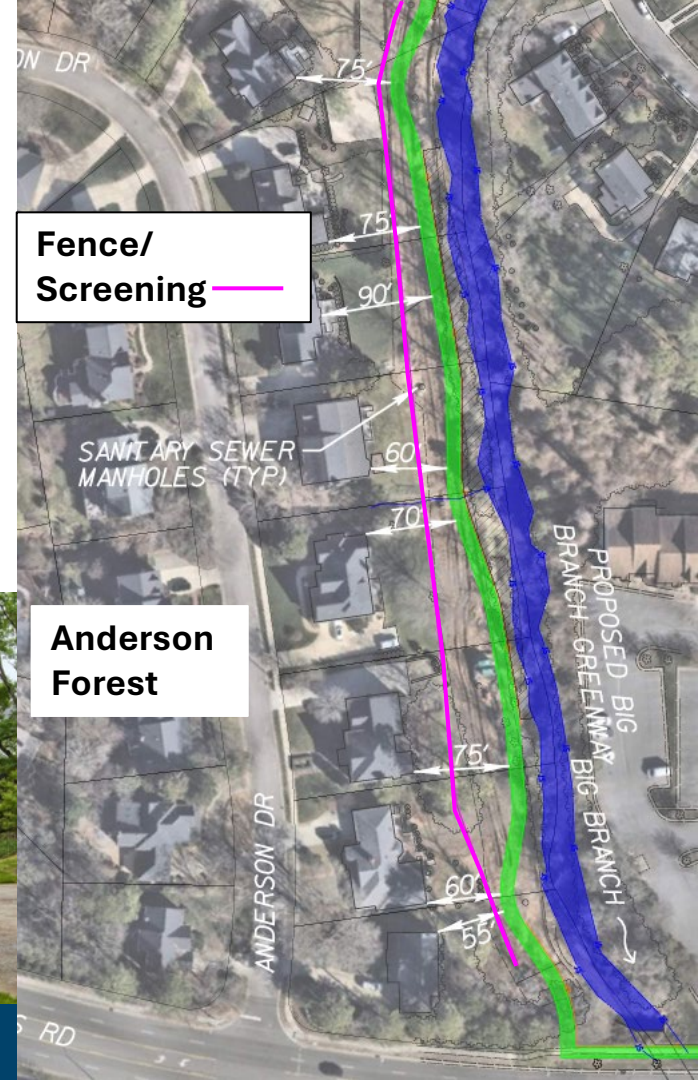 ON DR
75'
Fence/
Screening
75'
90'
SANITARY SEWER
MANHOLES (TYP)
60'
70'
PROPOSED BIG
BRANCH GREENWAY
Anderson
Forest
75'
BIG BRANCH
ANDERSON DR
60'
55'
S RD